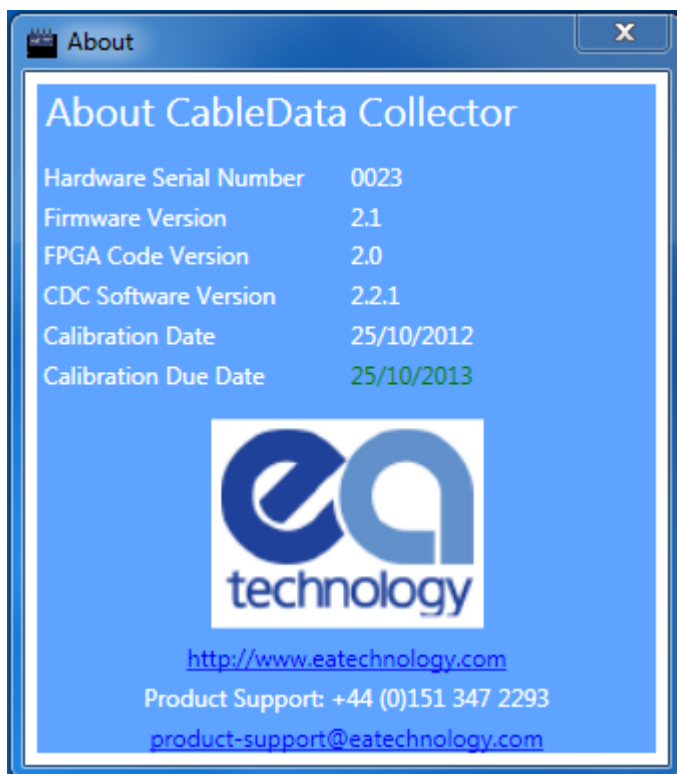 About
About CableData Collector
Hardware Serial Number 0023
Firmware Version 2.1
FPGA Code Version 2.0
CDC Software Version 2.2.1
Calibration Date 25/10/2012
Calibration Due Date 25/10/2013
ea
technology
http://www.eatechnology.com
Product Support: +44 (0)151 347 2293
product-support@eatechnology.com